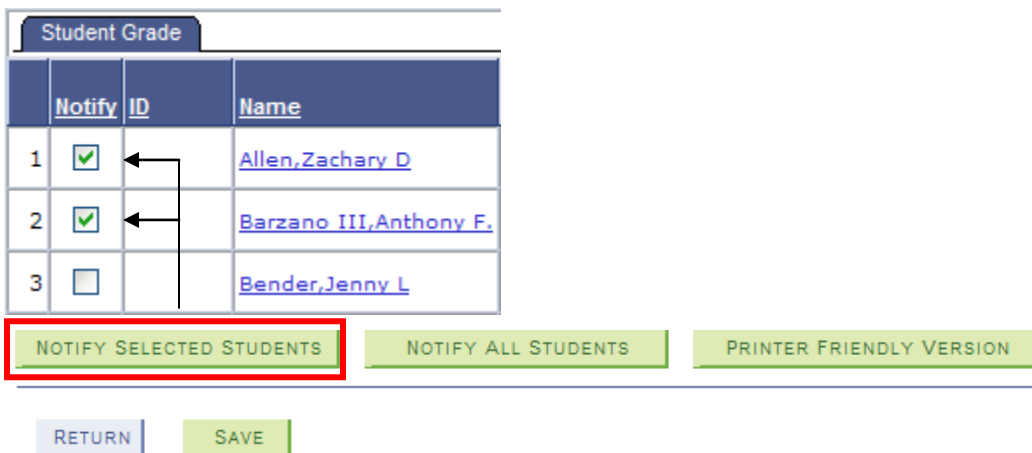 Student Grade
Notify ID Name
1 Allen,Zachary D
2 Barzano III,Anthony F.
3 Bender,Jenny L
NOTIFY SELECTED STUDENTS NOTIFY ALL STUDENTS PRINTER FRIENDLY VERSION
RETURN SAVE